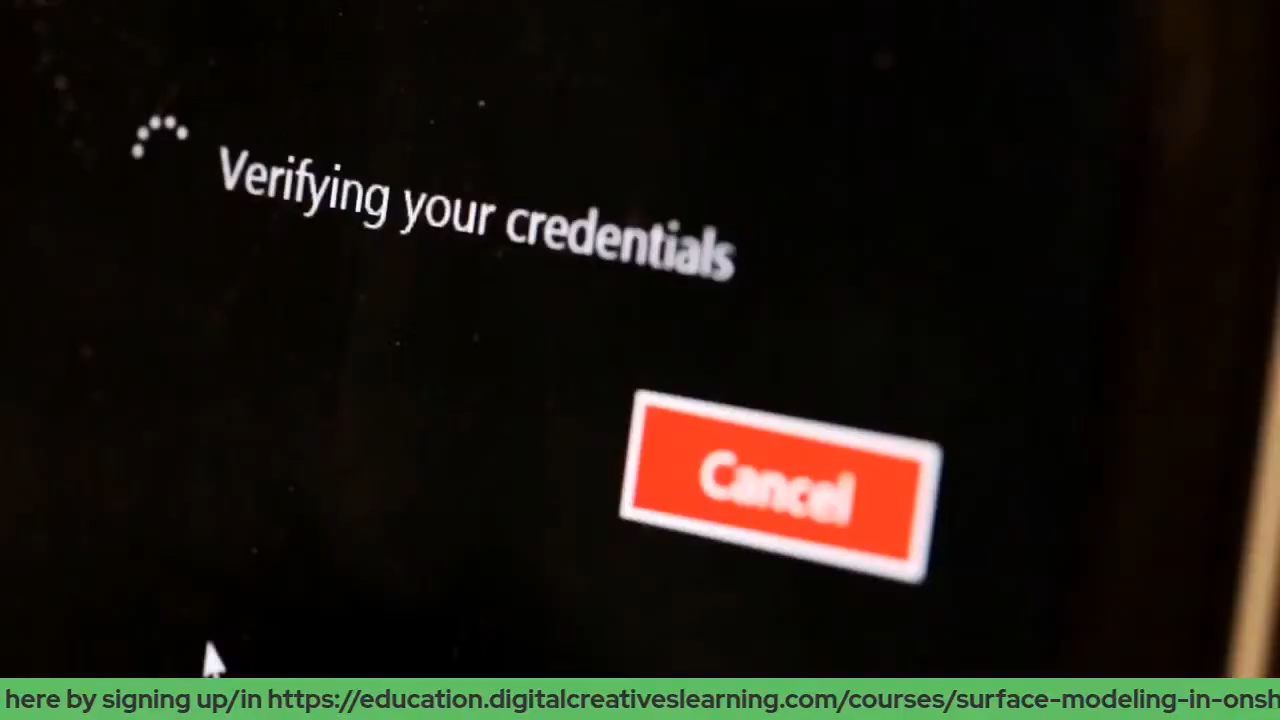 Verifying your credentials
Cancel
here by signing up/in https://education.digitalcreativeslearning.com/courses/surface-modeling-in-onsh